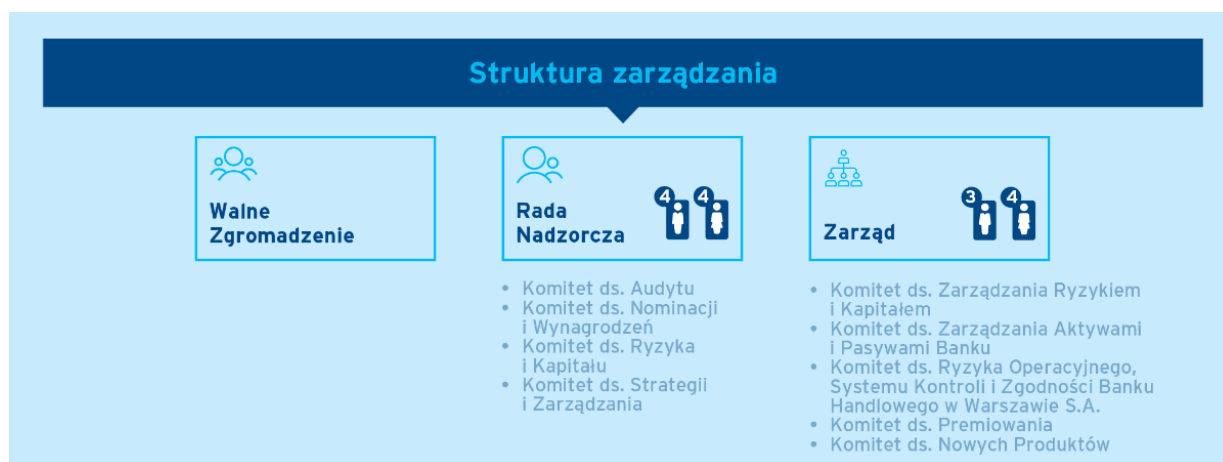 Struktura zarządzania
Walne
Zgromadzenie
Rada
Nadzorcza
4 4
Zarząd
3 4
• Komitet ds. Audytu
• Komitet ds. Nominacji
i Wynagrodzeń
• Komitet ds. Ryzyka
i Kapitału
• Komitet ds. Strategii
i Zarządzania
• Komitet ds. Zarządzania Ryzykiem
i Kapitałem
• Komitet ds. Zarządzania Aktywami
i Pasywami Banku
• Komitet ds. Ryzyka Operacyjnego,
Systemu Kontroli i Zgodności Banku
Handlowego w Warszawie S.A.
• Komitet ds. Premiowania
• Komitet ds. Nowych Produktów